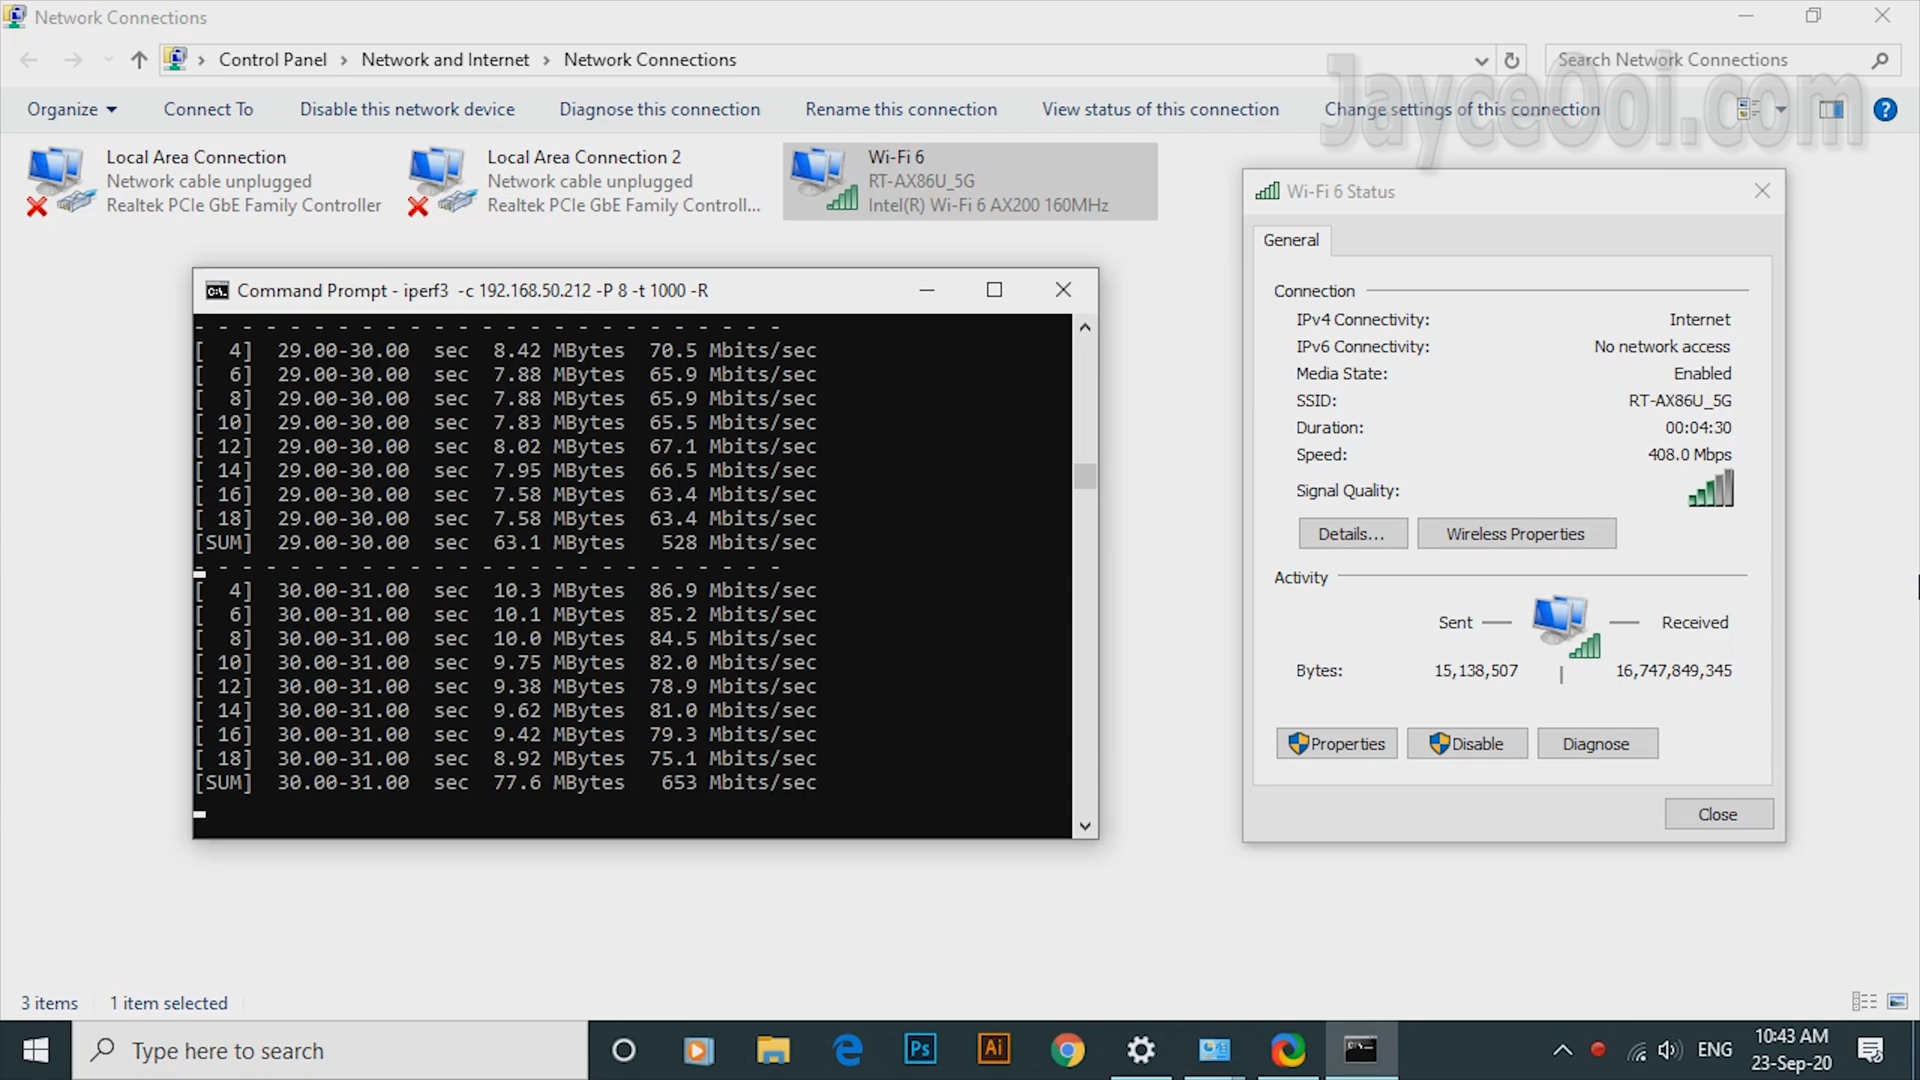 Network Connections
Control Panel > Network and Internet > Network Connections
Search Network Connections
JayceOoi.com
Organize Connect To Disable this network device Diagnose this connection Rename this connection View status of this connection Change settings of this connection
Local Area Connection
Network cable unplugged
Realtek PCIe GbE Family Controller
Local Area Connection 2
Network cable unplugged
Realtek PCIe GbE Family Controll...
Wi-Fi 6
RT-AX86U_5G
Intel(R) Wi-Fi 6 AX200 160MHz
Command Prompt - iperf3 -c 192.168.50.212 -P 8 -t 1000 -R
- - - - - - - - - - - - - - - - - - - - - - - - -
[ 4] 29.00-30.00 sec 8.42 MBytes 70.5 Mbits/sec
[ 6] 29.00-30.00 sec 7.88 MBytes 65.9 Mbits/sec
[ 8] 29.00-30.00 sec 7.88 MBytes 65.9 Mbits/sec
[ 10] 29.00-30.00 sec 7.83 MBytes 65.5 Mbits/sec
[ 12] 29.00-30.00 sec 8.02 MBytes 67.1 Mbits/sec
[ 14] 29.00-30.00 sec 7.95 MBytes 66.5 Mbits/sec
[ 16] 29.00-30.00 sec 7.58 MBytes 63.4 Mbits/sec
[ 18] 29.00-30.00 sec 7.58 MBytes 63.4 Mbits/sec
[SUM] 29.00-30.00 sec 63.1 MBytes 528 Mbits/sec
- - - - - - - - - - - - - - - - - - - - - - - - -
[ 4] 30.00-31.00 sec 10.3 MBytes 86.9 Mbits/sec
[ 6] 30.00-31.00 sec 10.1 MBytes 85.2 Mbits/sec
[ 8] 30.00-31.00 sec 10.0 MBytes 84.5 Mbits/sec
[ 10] 30.00-31.00 sec 9.75 MBytes 82.0 Mbits/sec
[ 12] 30.00-31.00 sec 9.38 MBytes 78.9 Mbits/sec
[ 14] 30.00-31.00 sec 9.62 MBytes 81.0 Mbits/sec
[ 16] 30.00-31.00 sec 9.42 MBytes 79.3 Mbits/sec
[ 18] 30.00-31.00 sec 8.92 MBytes 75.1 Mbits/sec
[SUM] 30.00-31.00 sec 77.6 MBytes 653 Mbits/sec
Wi-Fi 6 Status
General
Connection
IPv4 Connectivity: Internet
IPv6 Connectivity: No network access
Media State: Enabled
SSID: RT-AX86U_5G
Duration: 00:04:30
Speed: 408.0 Mbps
Signal Quality:
Details... Wireless Properties
Activity
Sent — — Received
Bytes: 15,138,507 | 16,747,849,345
Properties Disable Diagnose
Close
3 items 1 item selected
Type here to search
Ps
Ai
ENG
10:43 AM
23-Sep-20